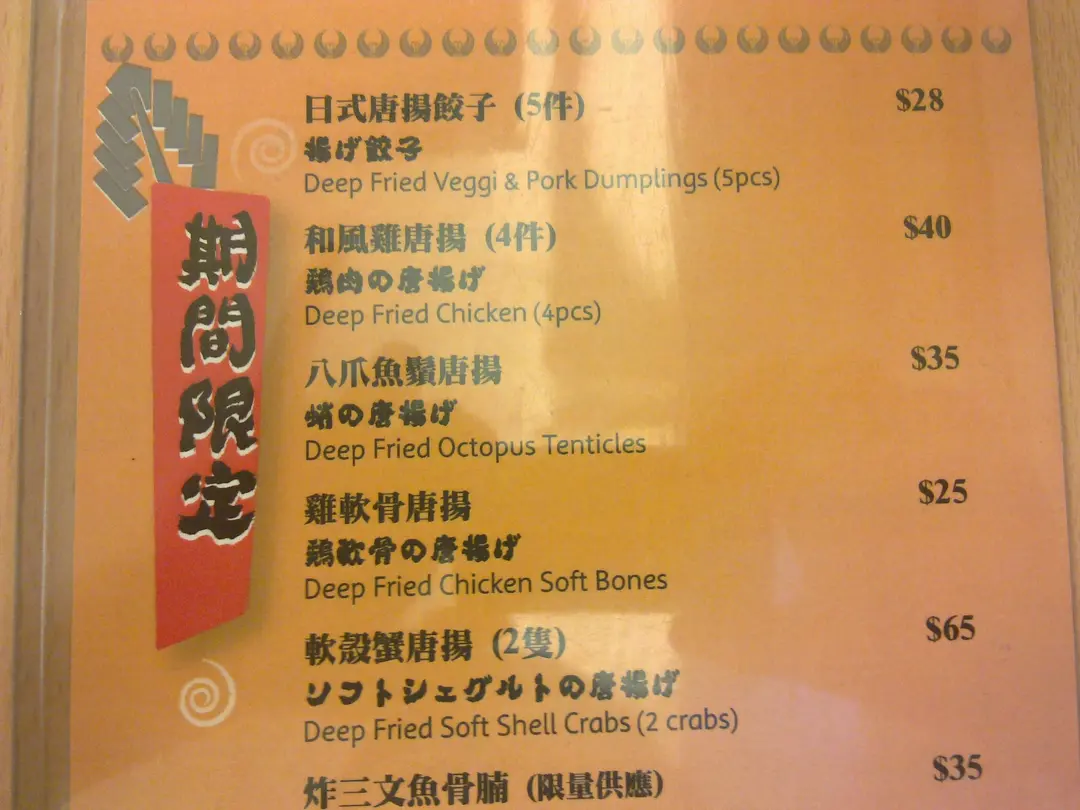 期間限定
日式唐揚餃子 (5件) $28
揚げ餃子
Deep Fried Veggi & Pork Dumplings (5pcs)
和風雞唐揚 (4件) $40
鶏肉の唐揚げ
Deep Fried Chicken (4pcs)
八爪魚鬚唐揚 $35
蛸の唐揚げ
Deep Fried Octopus Tenticles
雞軟骨唐揚 $25
鶏軟骨の唐揚げ
Deep Fried Chicken Soft Bones
軟殼蟹唐揚 (2隻) $65
ソフトシェグルトの唐揚げ
Deep Fried Soft Shell Crabs (2 crabs)
炸三文魚骨腩 (限量供應) $35